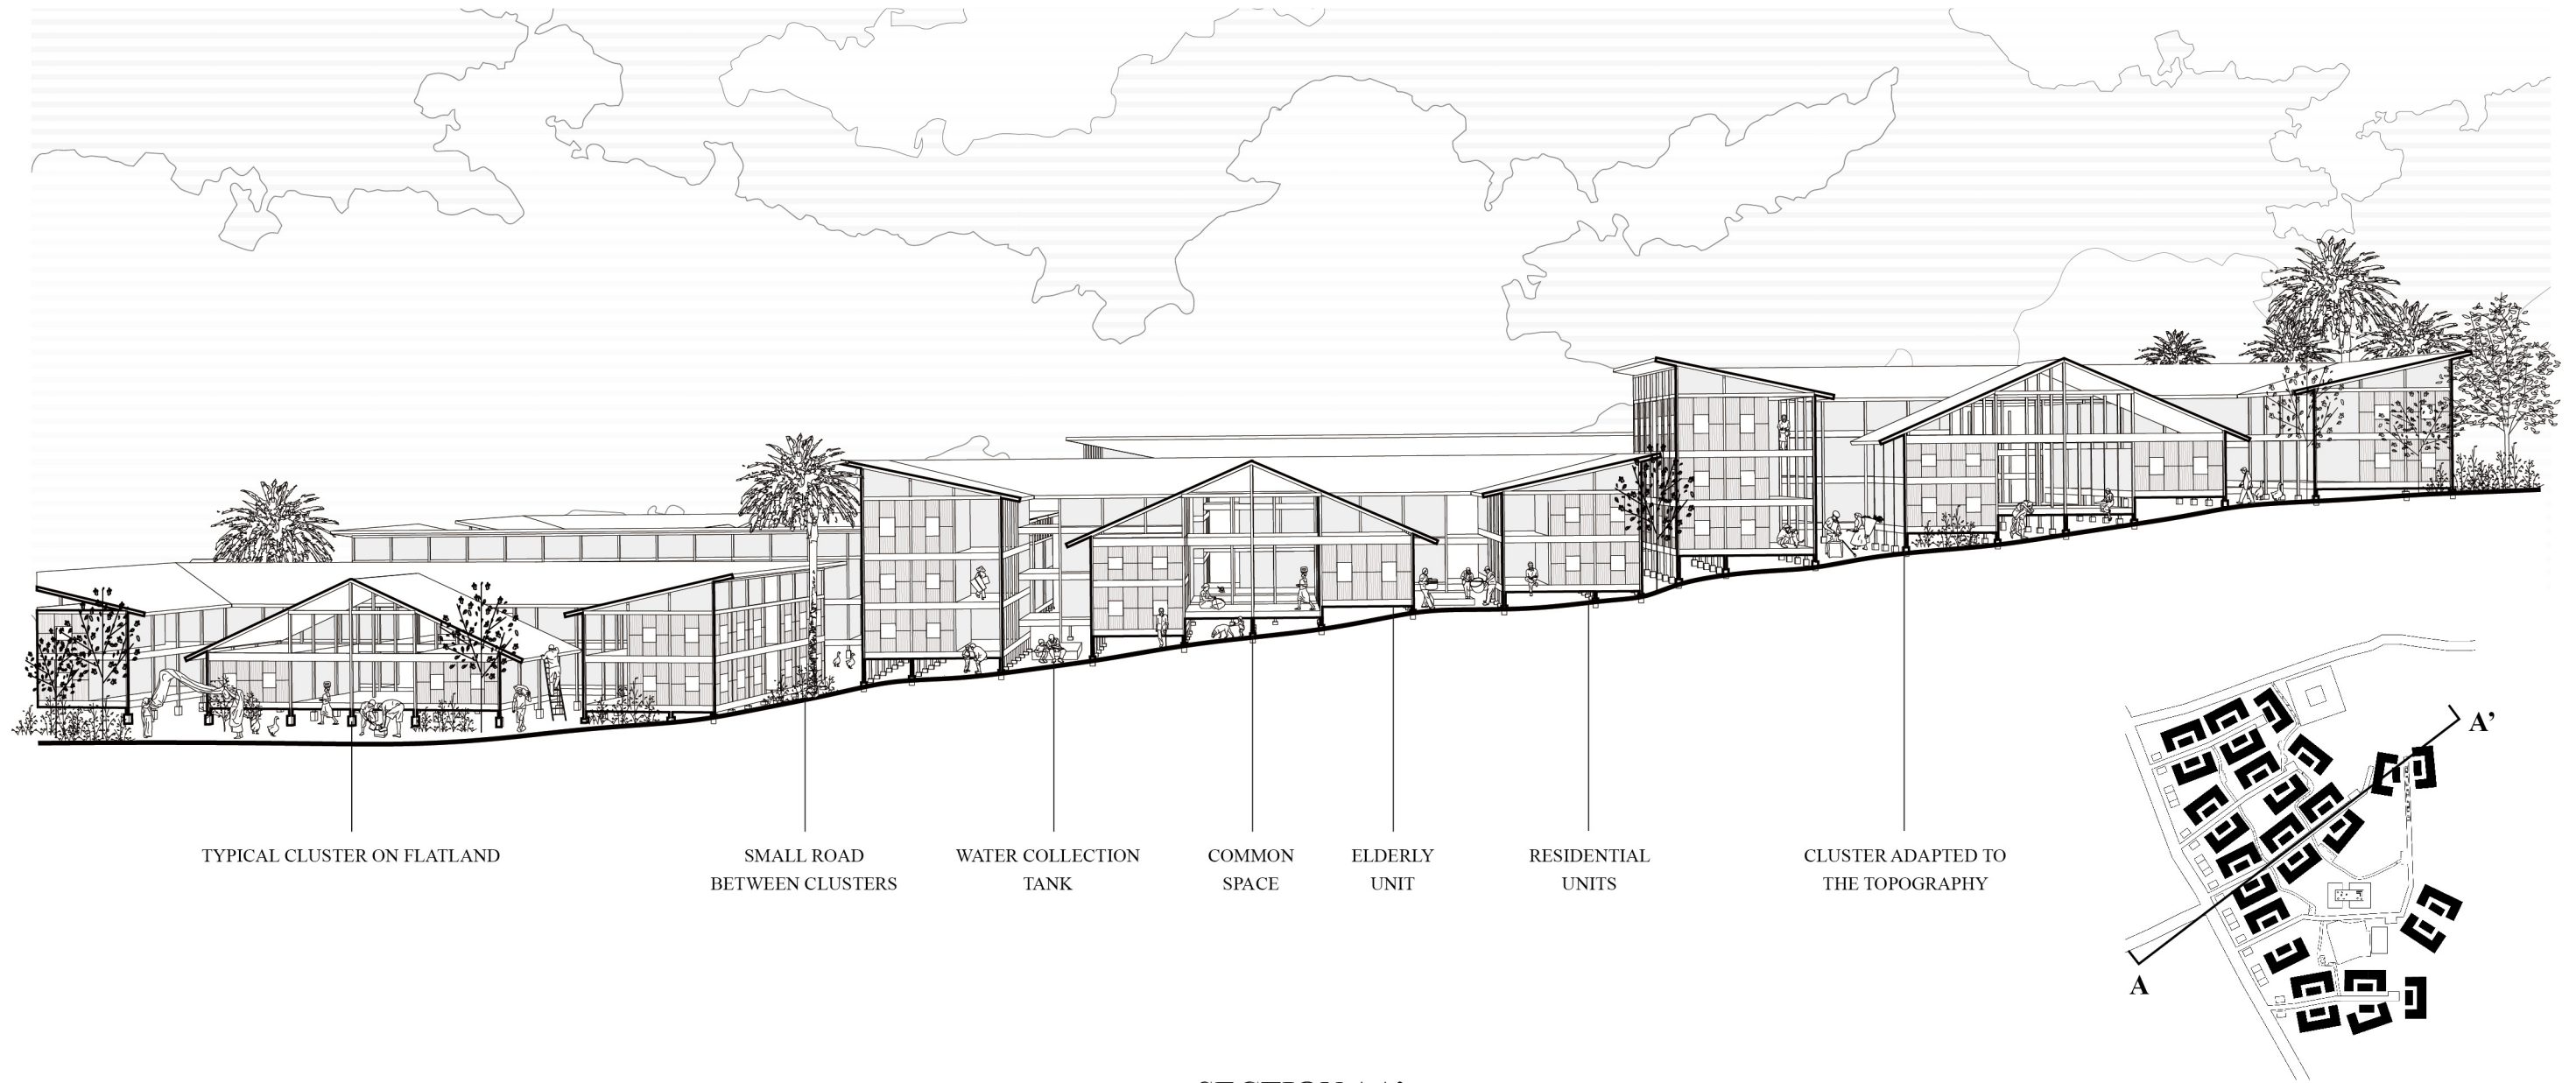 A'
TYPICAL CLUSTER ON FLATLAND
SMALL ROAD
BETWEEN CLUSTERS
WATER COLLECTION
TANK
COMMON
SPACE
ELDERLY
UNIT
RESIDENTIAL
UNITS
CLUSTER ADAPTED TO
THE TOPOGRAPHY
A